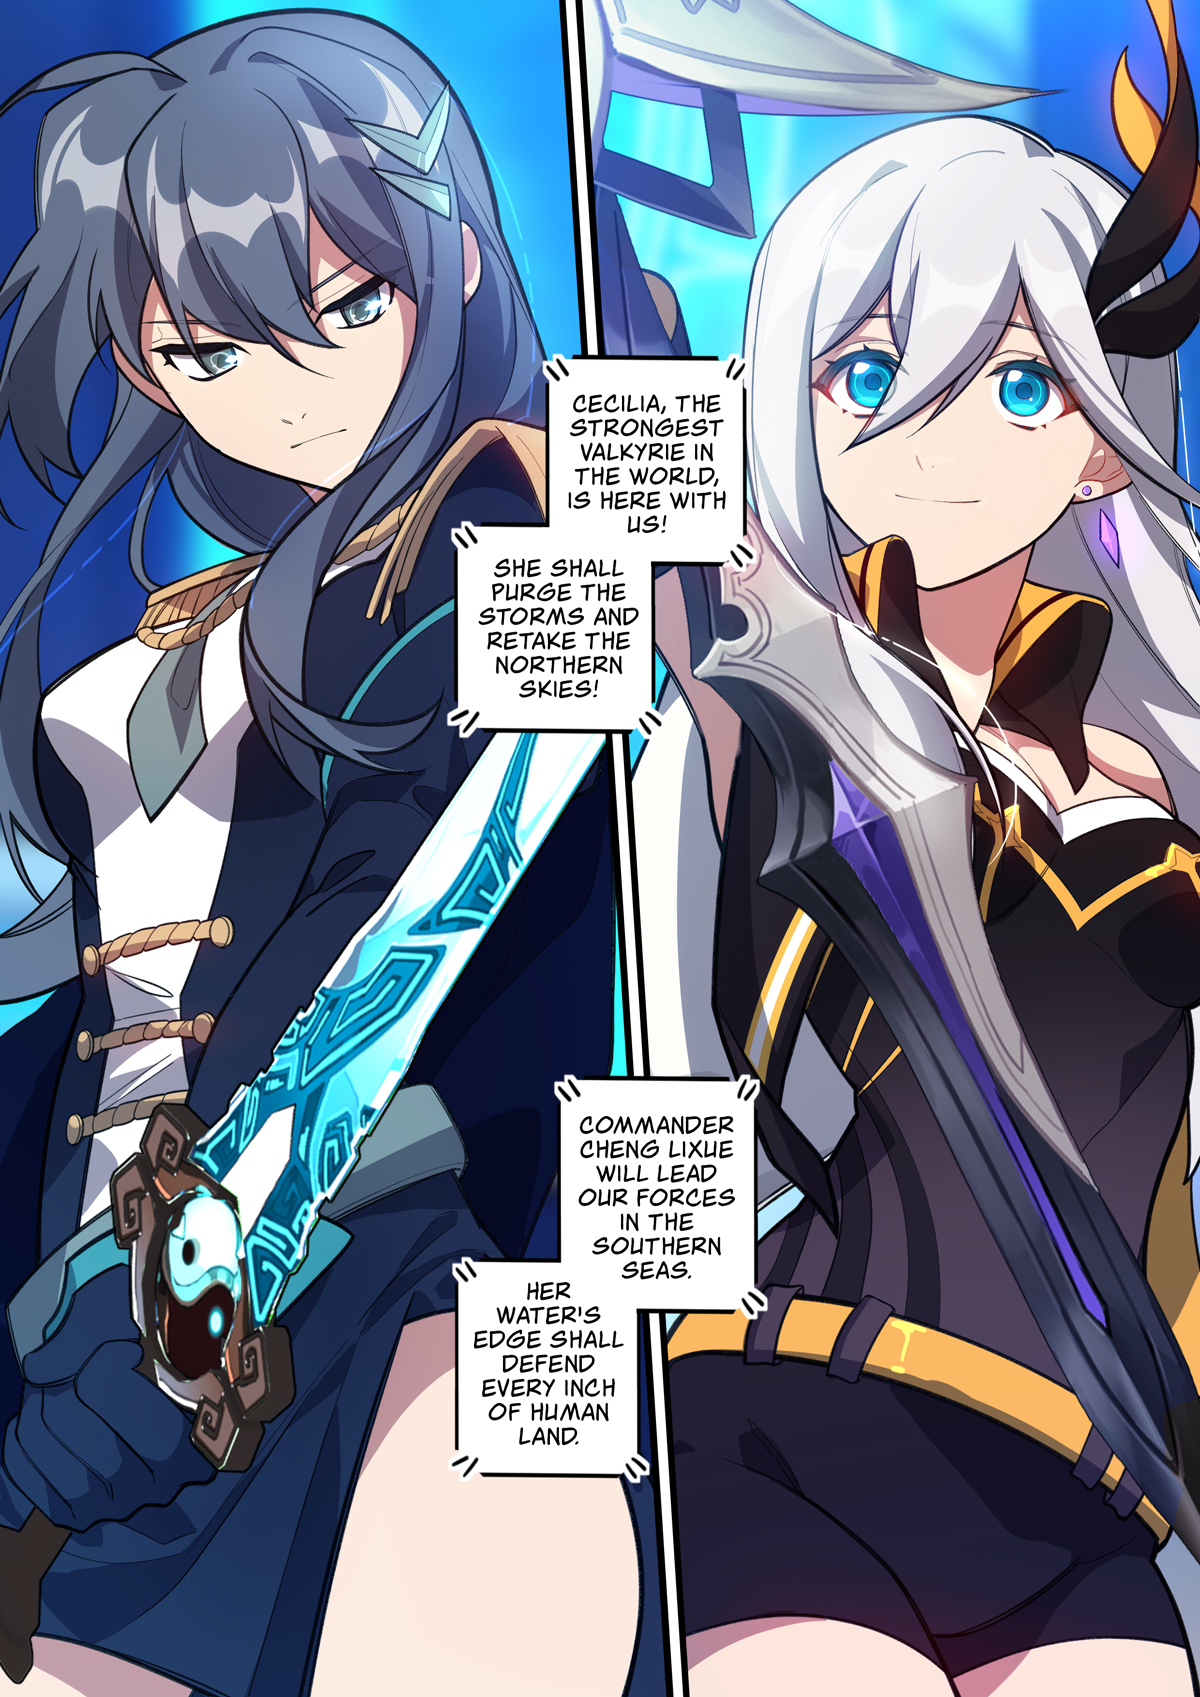 CECILIA, THE
STRONGEST
VALKYRIE IN
THE WORLD,
IS HERE WITH
US!
SHE SHALL
PURGE THE
STORMS AND
RETAKE THE
NORTHERN
SKIES!
COMMANDER
CHENG LIXUE
WILL LEAD
OUR FORCES
IN THE
SOUTHERN
SEAS.
HER
WATER'S
EDGE SHALL
DEFEND
EVERY INCH
OF HUMAN
LAND.